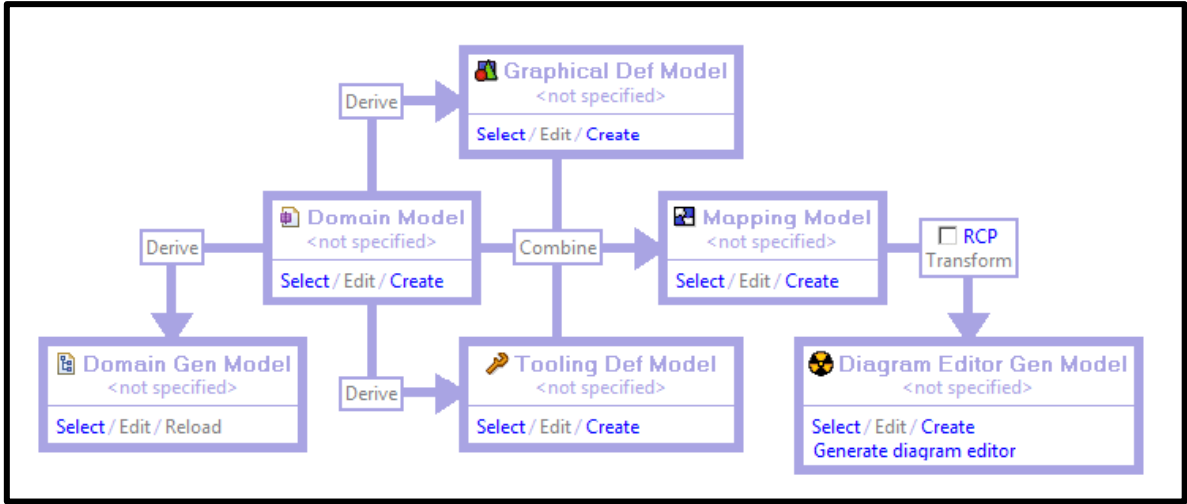 Graphical Def Model
<not specified>
Select / Edit / Create
Derive
Domain Model
<not specified>
Select / Edit / Create
Derive
Combine
Mapping Model
<not specified>
Select / Edit / Create
RCP
Transform
Domain Gen Model
<not specified>
Select / Edit / Reload
Derive
Tooling Def Model
<not specified>
Select / Edit / Create
Diagram Editor Gen Model
<not specified>
Select / Edit / Create
Generate diagram editor